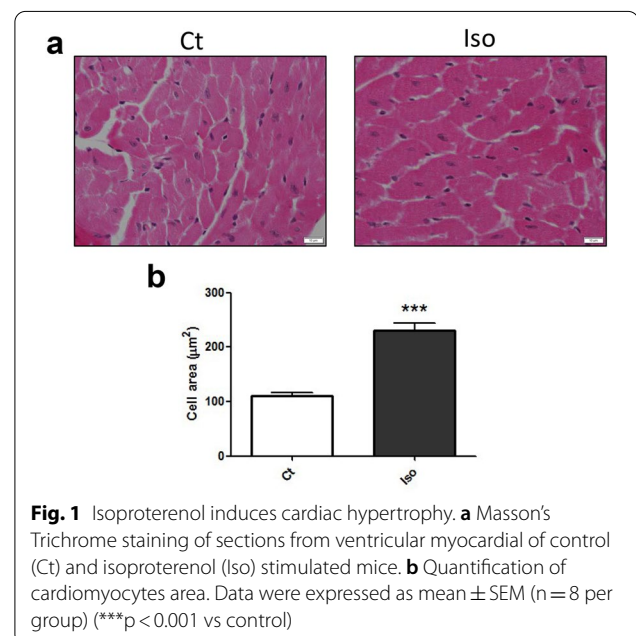 a
Ct
Iso
b
300
200
100
0
Cell area (µm²)
***
Ct
Iso
Fig. 1 Isoproterenol induces cardiac hypertrophy. a Masson's
Trichrome staining of sections from ventricular myocardial of control
(Ct) and isoproterenol (Iso) stimulated mice. b Quantification of
cardiomyocytes area. Data were expressed as mean ± SEM (n = 8 per
group) (***p < 0.001 vs control)